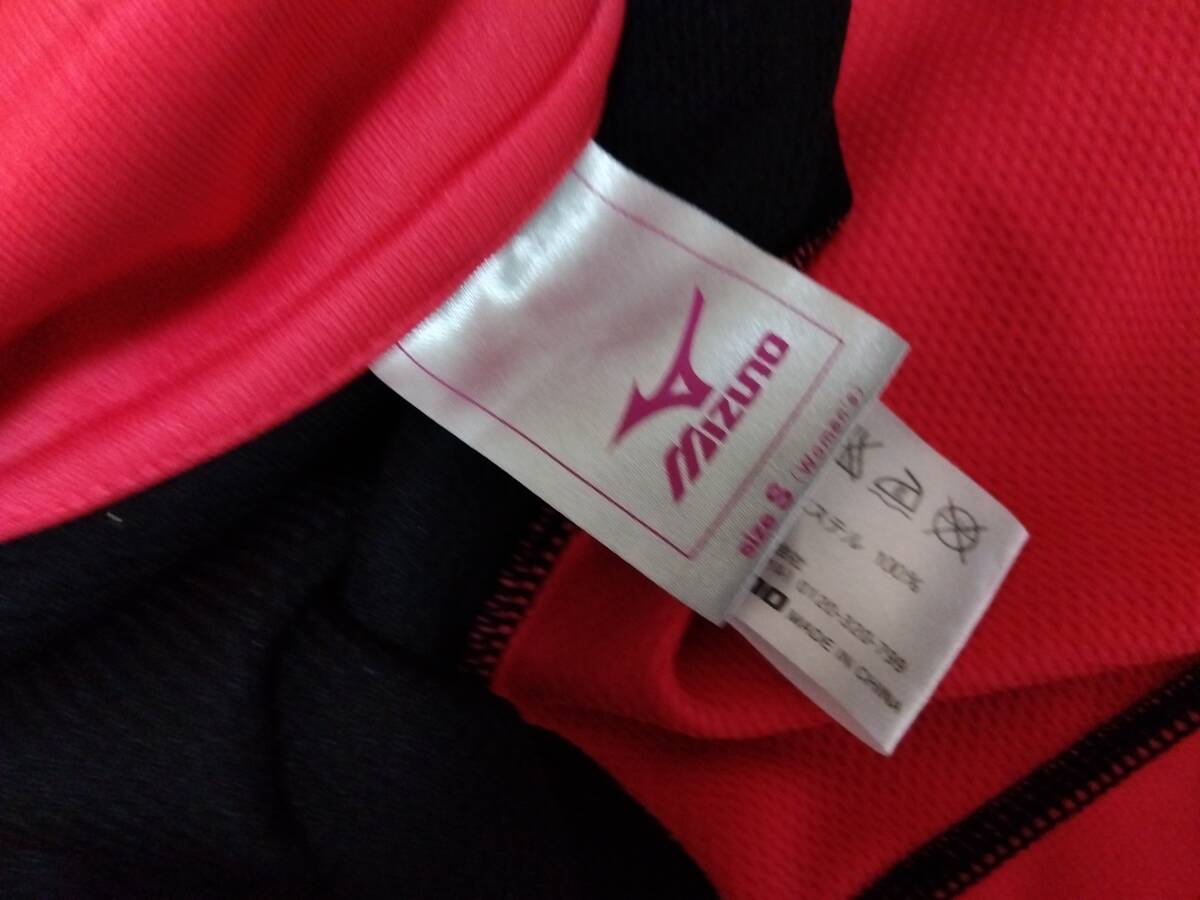 MIZUNO
size S (Women's)
ステル 100%
0120-320-799
MADE IN CHINA